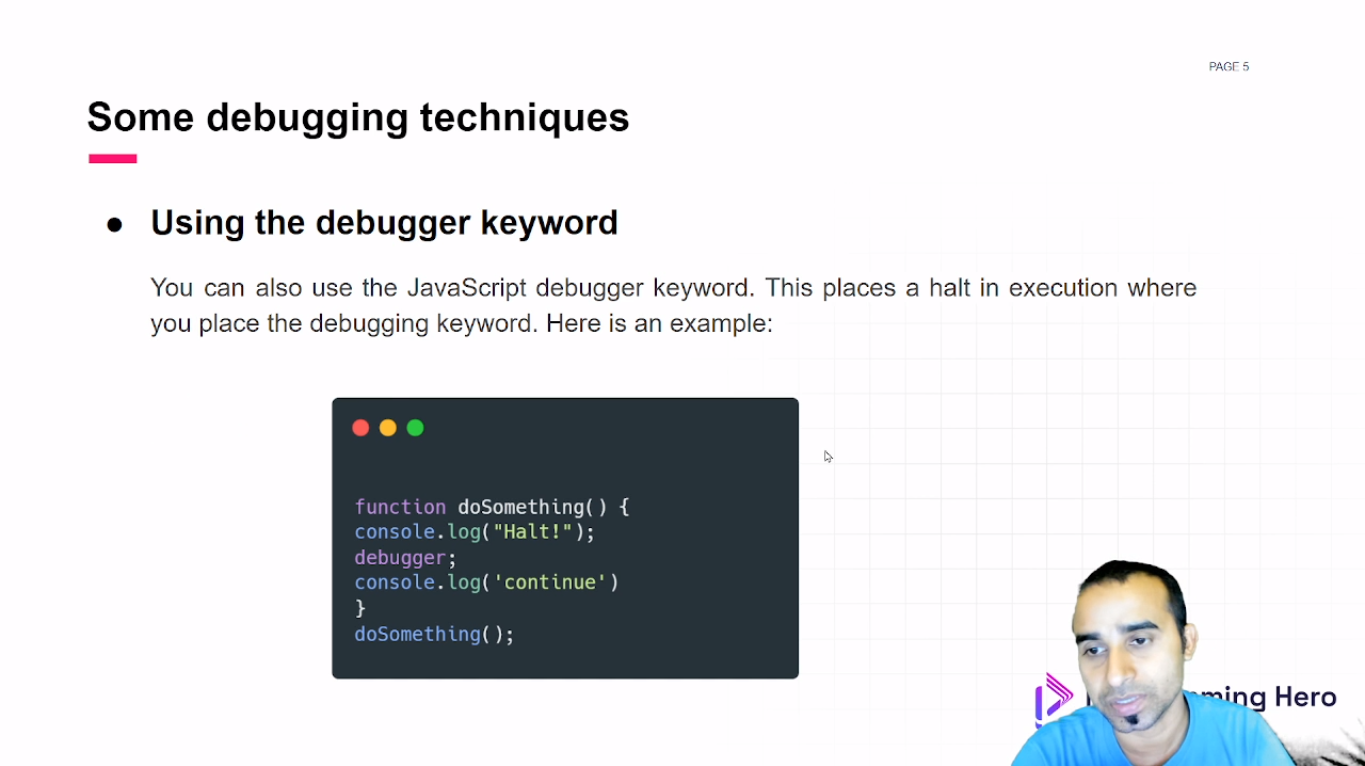 PAGE 5
Some debugging techniques
● Using the debugger keyword
You can also use the JavaScript debugger keyword. This places a halt in execution where
you place the debugging keyword. Here is an example:
function doSomething() {
console.log("Halt!");
debugger;
console.log('continue')
}
doSomething();
Hero